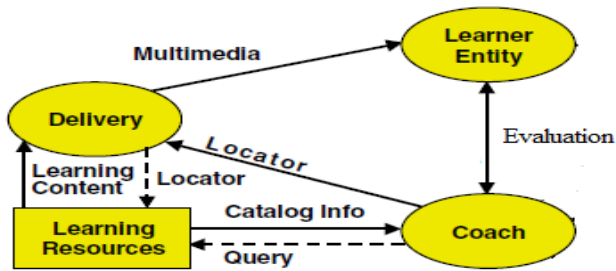 Learner
Entity
Multimedia
Delivery
Evaluation
Locator
Learning
Content
Locator
Catalog Info
Learning
Resources
Coach
Query